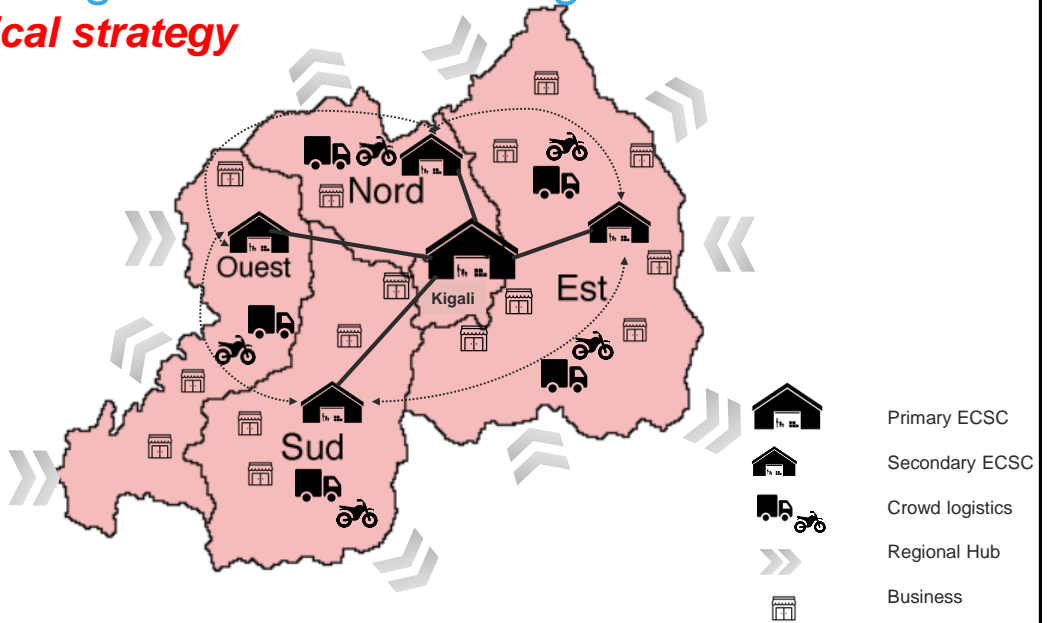 ical strategy
Nord
Ouest
Kigali
Est
Sud
Primary ECSC
Secondary ECSC
Crowd logistics
Regional Hub
Business